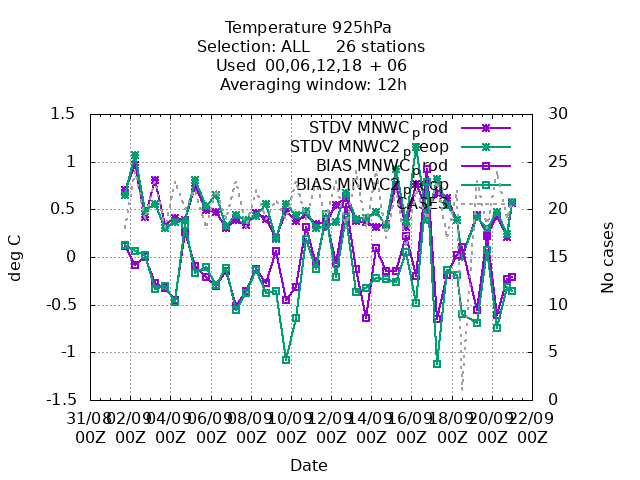 Temperature 925hPa
Selection: ALL 26 stations
Used 00,06,12,18 + 06
Averaging window: 12h
STDV MNWCprod
STDV MNWC2preop
BIAS MNWCprod
BIAS MNWC2preop
CASES
1.5
1
0.5
0
-0.5
-1
-1.5
30
25
20
15
10
5
0
deg C
No cases
31/08 02/09 04/09 06/09 08/09 10/09 12/09 14/09 16/09 18/09 20/09 22/09
00Z 00Z 00Z 00Z 00Z 00Z 00Z 00Z 00Z 00Z 00Z 00Z
Date